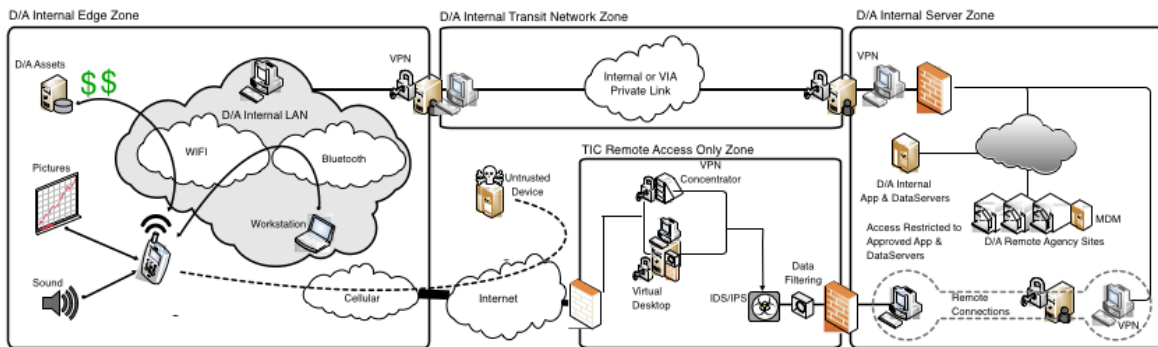 D/A Internal Edge Zone
D/A Internal Transit Network Zone
D/A Internal Server Zone
D/A Assets
$$
VPN
Internal or VIA
Private Link
VPN
D/A Internal LAN
WIFI
Bluetooth
Pictures
Workstation
Sound
Cellular
Untrusted
Device
Internet
TIC Remote Access Only Zone
VPN
Concentrator
Virtual
Desktop
IDS/IPS
Data
Filtering
D/A Internal
App & DataServers
MDM
D/A Remote Agency Sites
Access Restricted to
Approved App &
DataServers
Remote
Connections
VPN